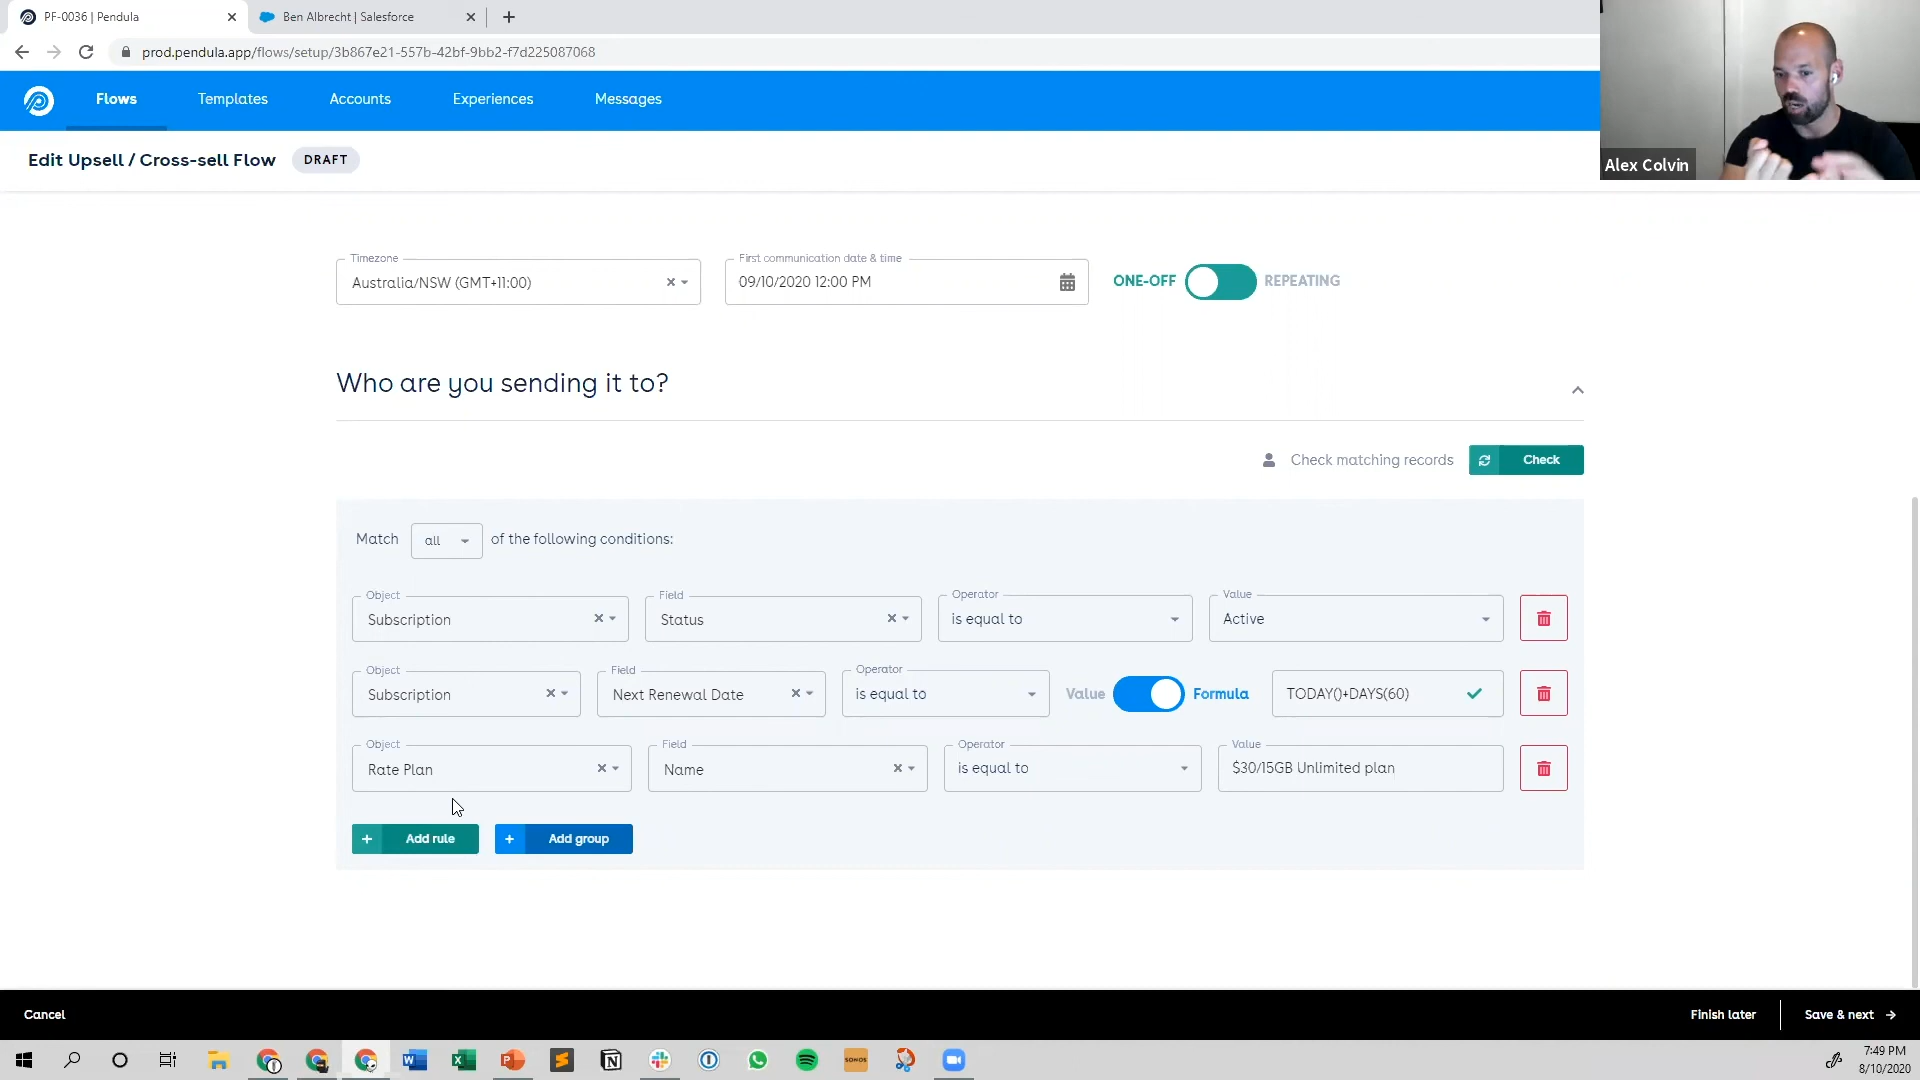 PF-0036 | Pendula
Ben Albrecht | Salesforce
prod.pendula.app/flows/setup/3b867e21-557b-42bf-9bb2-f7d225087068
Flows Templates Accounts Experiences Messages
Edit Upsell / Cross-sell Flow DRAFT
Alex Colvin
Timezone
Australia/NSW (GMT+11:00)
First communication date & time
09/10/2020 12:00 PM
ONE-OFF REPEATING
Who are you sending it to?
Check matching records Check
Match all of the following conditions:
Object Field Operator Value
Subscription Status is equal to Active
Object Field Operator
Subscription Next Renewal Date is equal to Value Formula TODAY()+DAYS(60)
Object Field Operator Value
Rate Plan Name is equal to $30/15GB Unlimited plan
+ Add rule + Add group
Cancel Finish later Save & next
SONOS
7:49 PM
8/10/2020